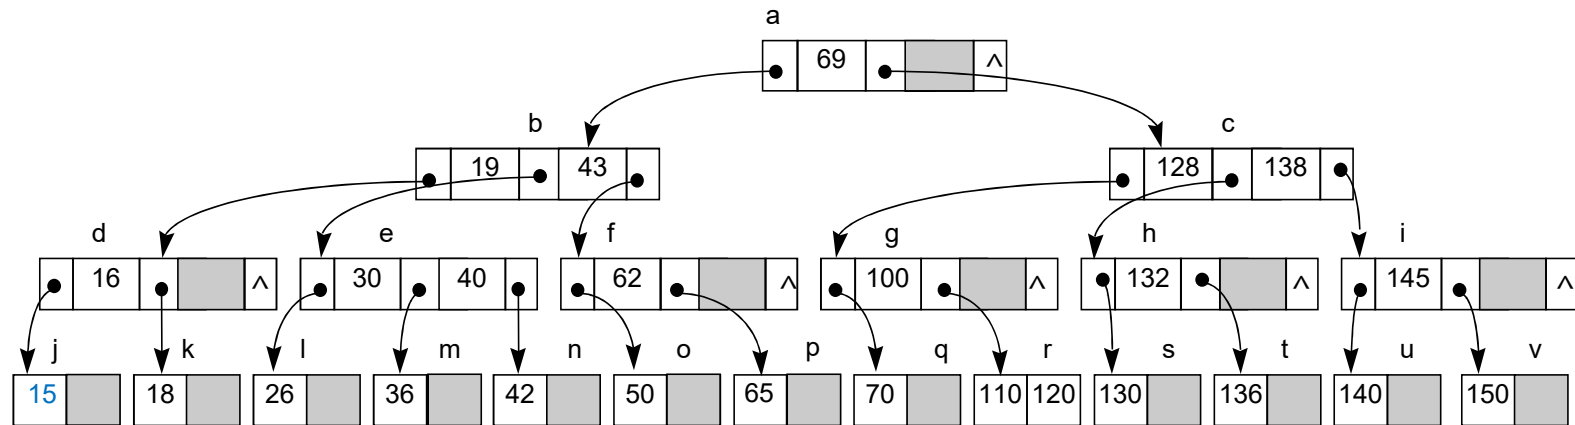 a
69 ^
b c
19 43 128 138
d e f g h i
16 ^ 30 40 62 ^ 100 ^ 132 ^ 145 ^
j k l m n o p q r s t u v
15 18 26 36 42 50 65 70 110 120 130 136 140 150